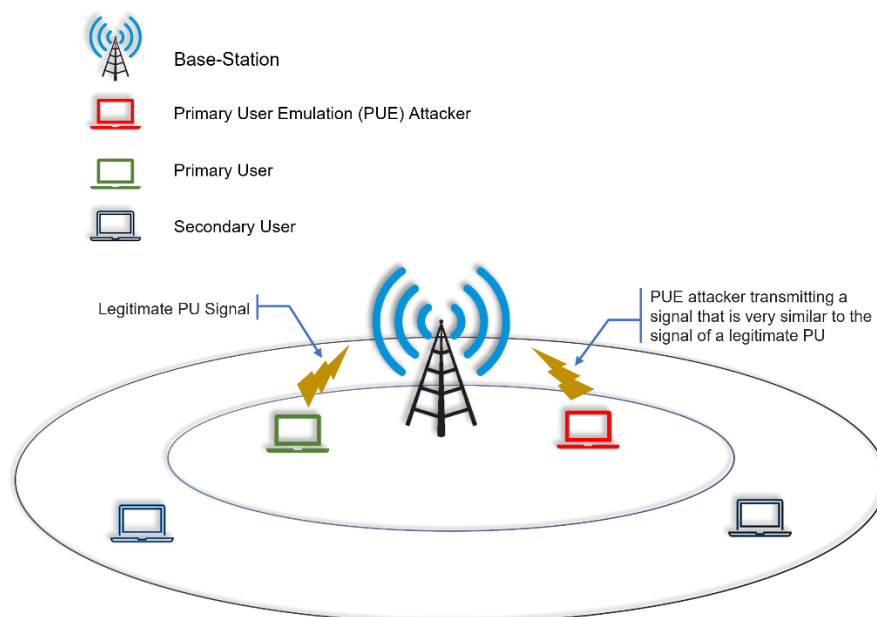 Base-Station
Primary User Emulation (PUE) Attacker
Primary User
Secondary User
Legitimate PU Signal
PUE attacker transmitting a
signal that is very similar to the
signal of a legitimate PU